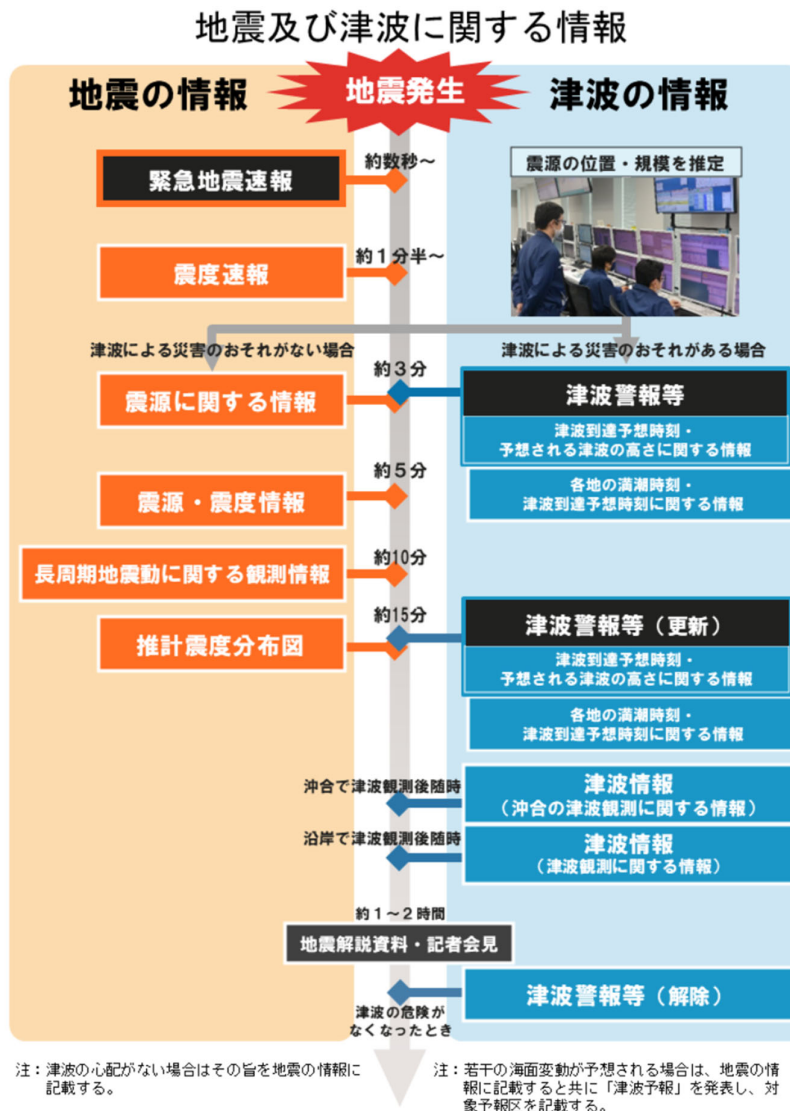 地震及び津波に関する情報
地震の情報
地震発生
津波の情報
約数秒～
緊急地震速報
震源の位置・規模を推定
約１分半～
震度速報
津波による災害のおそれがない場合
津波による災害のおそれがある場合
約３分
震源に関する情報
津波警報等
津波到達予想時刻・
予想される津波の高さに関する情報
約５分
震源・震度情報
各地の満潮時刻・
津波到達予想時刻に関する情報
約10分
長周期地震動に関する観測情報
約15分
推計震度分布図
津波警報等（更新）
津波到達予想時刻・
予想される津波の高さに関する情報
各地の満潮時刻・
津波到達予想時刻に関する情報
沖合で津波観測後随時
津波情報
（沖合の津波観測に関する情報）
沿岸で津波観測後随時
津波情報
（津波観測に関する情報）
約１～２時間
地震解説資料・記者会見
津波警報等（解除）
津波の危険が
なくなったとき
注：津波の心配がない場合はその旨を地震の情報に
記載する。
注：若干の海面変動が予想される場合は、地震の情
報に記載すると共に「津波予報」を発表し、対
象予報区を記載する。